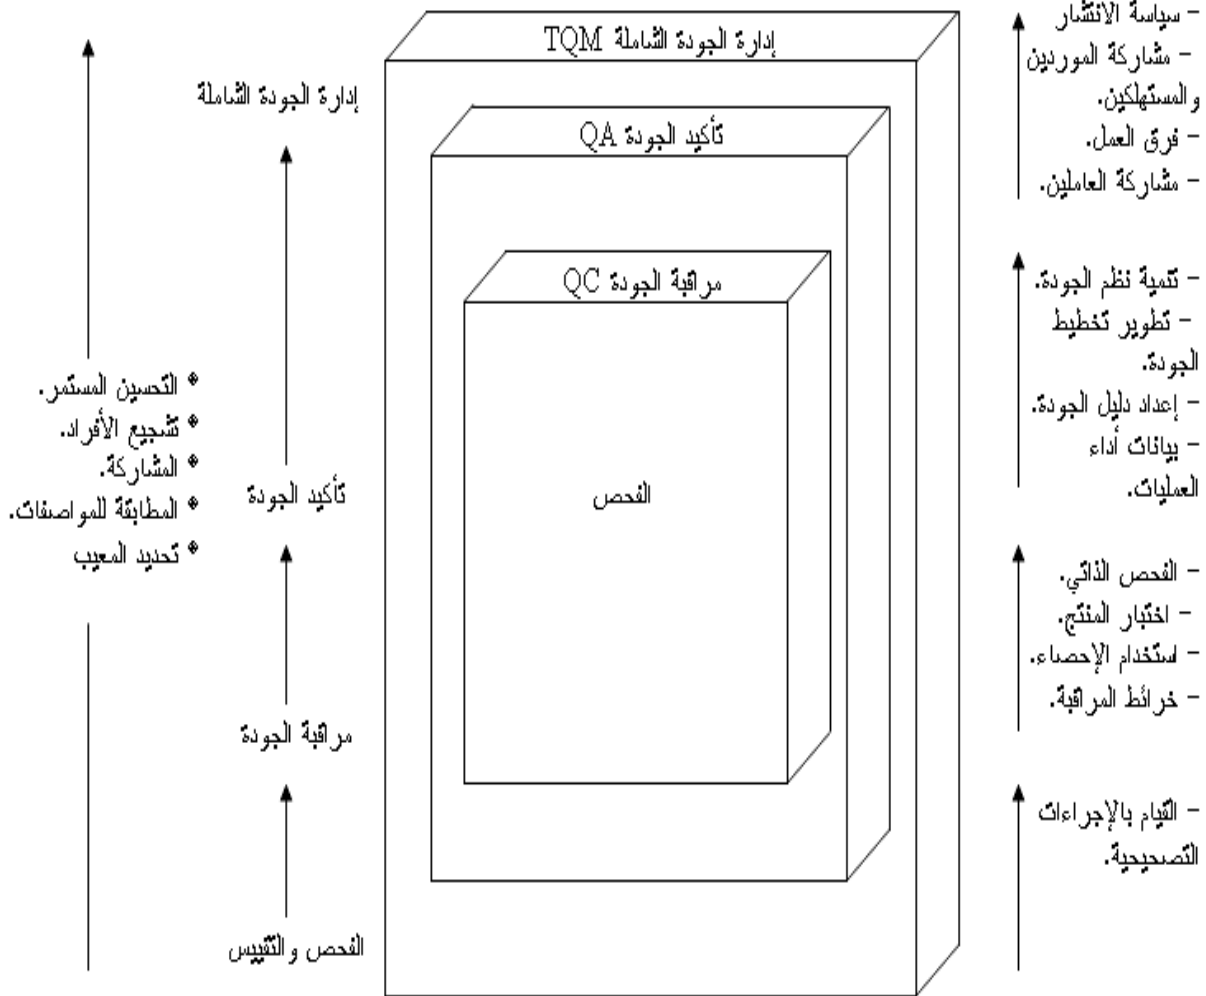 - سياسة الانتشار
- مشاركة الموردين
والمستهلكين.
- فرق العمل.
- مشاركة العاملين.
- تنمية نظم الجودة.
- تطوير تخطيط
الجودة.
- إعداد دليل الجودة.
- بيانات أداء
العمليات.
- الفحص الذاتي.
- اختبار المنتج.
- استخدام الإحصاء.
- خرائط المراقبة.
- القيام بالإجراءات
التصحيحية.
إدارة الجودة الشاملة TQM
تأكيد الجودة QA
مراقبة الجودة QC
الفحص
إدارة الجودة الشاملة
تأكيد الجودة
مراقبة الجودة
الفحص والتقييس
* التحسين المستمر.
* تشجيع الأفراد.
* المشاركة.
* المطابقة للمواصفات.
* تحديد المعيب